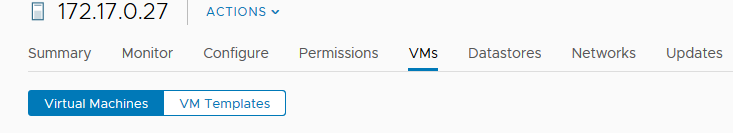 172.17.0.27 ACTIONS
Summary Monitor Configure Permissions VMs Datastores Networks Updates
Virtual Machines VM Templates